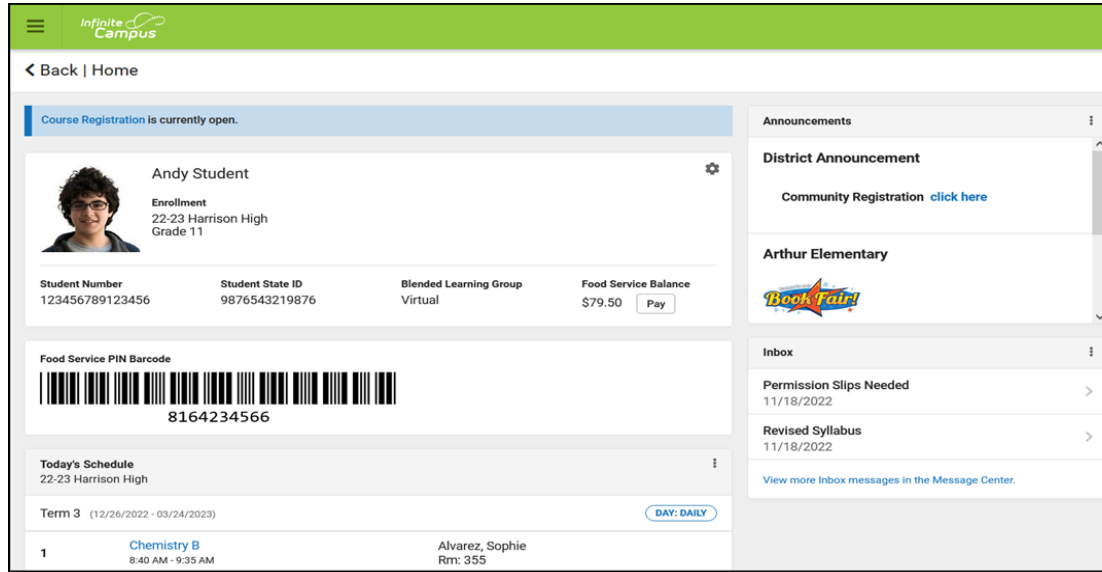 Infinite
Campus
Back | Home
Course Registration is currently open.
Andy Student
Enrollment
22-23 Harrison High
Grade 11
Student Number
123456789123456
Student State ID
9876543219876
Blended Learning Group
Virtual
Food Service Balance
$79.50 Pay
Food Service PIN Barcode
8164234566
Today's Schedule
22-23 Harrison High
Term 3 (12/26/2022 - 03/24/2023) DAY: DAILY
1
Chemistry B
8:40 AM - 9:35 AM
Alvarez, Sophie
Rm: 355
Announcements
District Announcement
Community Registration click here
Arthur Elementary
Book Fair!
Inbox
Permission Slips Needed
11/18/2022
Revised Syllabus
11/18/2022
View more Inbox messages in the Message Center.